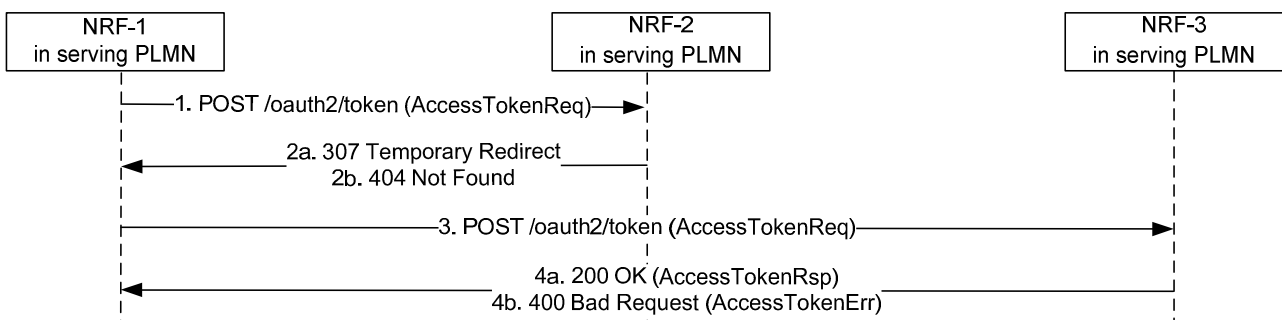 NRF-1
in serving PLMN
NRF-2
in serving PLMN
NRF-3
in serving PLMN
1. POST /oauth2/token (AccessTokenReq)
2a. 307 Temporary Redirect
2b. 404 Not Found
3. POST /oauth2/token (AccessTokenReq)
4a. 200 OK (AccessTokenRsp)
4b. 400 Bad Request (AccessTokenErr)